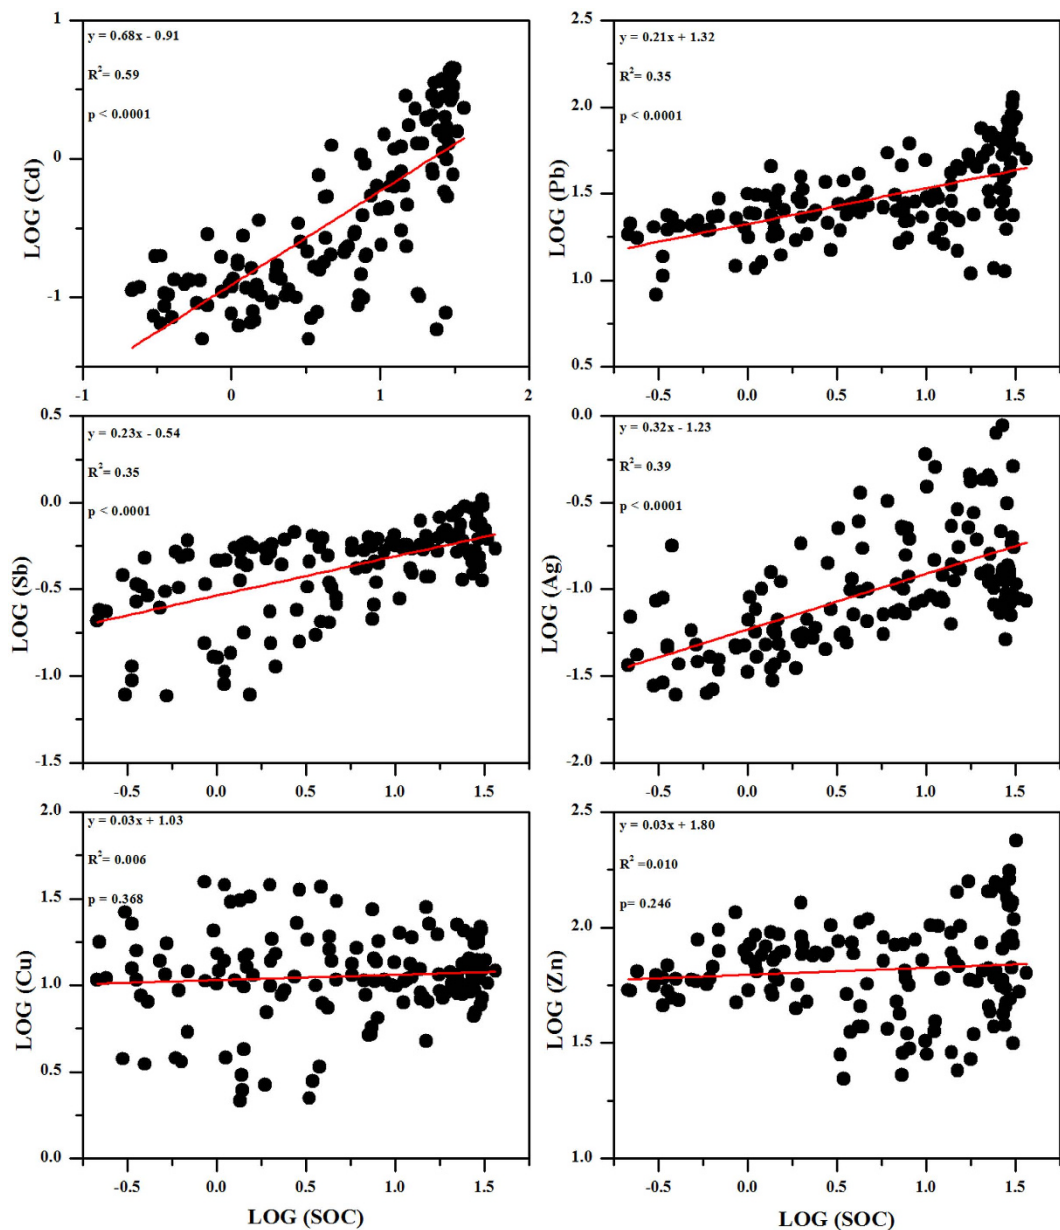 1
y = 0.68x - 0.91
R²= 0.59
p < 0.0001
0
-1
LOG (Cd)
-1 0 1 2
2.5
y = 0.21x + 1.32
R²= 0.35
p < 0.0001
2.0
1.5
1.0
0.5
LOG (Pb)
-0.5 0.0 0.5 1.0 1.5
0.5
y = 0.23x - 0.54
R²= 0.35
p < 0.0001
0.0
-0.5
-1.0
-1.5
LOG (Sb)
-0.5 0.0 0.5 1.0 1.5
0.0
y = 0.32x - 1.23
R²= 0.39
p < 0.0001
-0.5
-1.0
-1.5
-2.0
LOG (Ag)
-0.5 0.0 0.5 1.0 1.5
2.0
y = 0.03x + 1.03
R²= 0.006
p = 0.368
1.5
1.0
0.5
0.0
LOG (Cu)
-0.5 0.0 0.5 1.0 1.5
LOG (SOC)
2.5
y = 0.03x + 1.80
R² =0.010
p= 0.246
2.0
1.5
1.0
LOG (Zn)
-0.5 0.0 0.5 1.0 1.5
LOG (SOC)